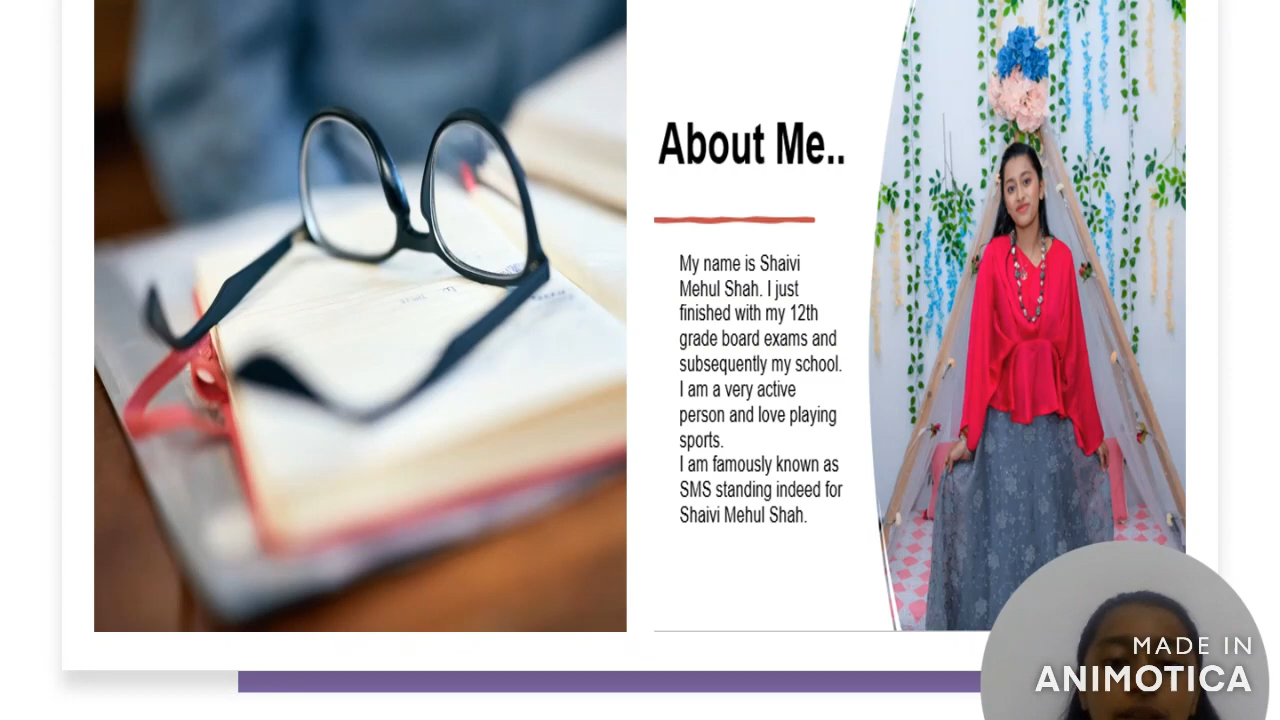 About Me..
My name is Shaivi
Mehul Shah. I just
finished with my 12th
grade board exams and
subsequently my school.
I am a very active
person and love playing
sports.
I am famously known as
SMS standing indeed for
Shaivi Mehul Shah.
MADE IN
ANIMOTICA